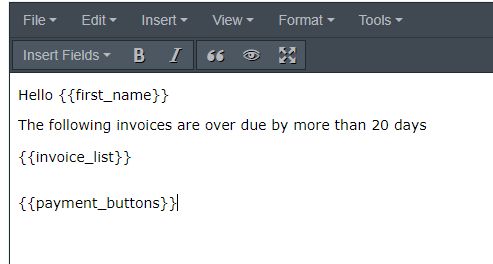 File Edit Insert View Format Tools
Insert Fields B I
Hello {{first_name}}
The following invoices are over due by more than 20 days
{{invoice_list}}
{{payment_buttons}}